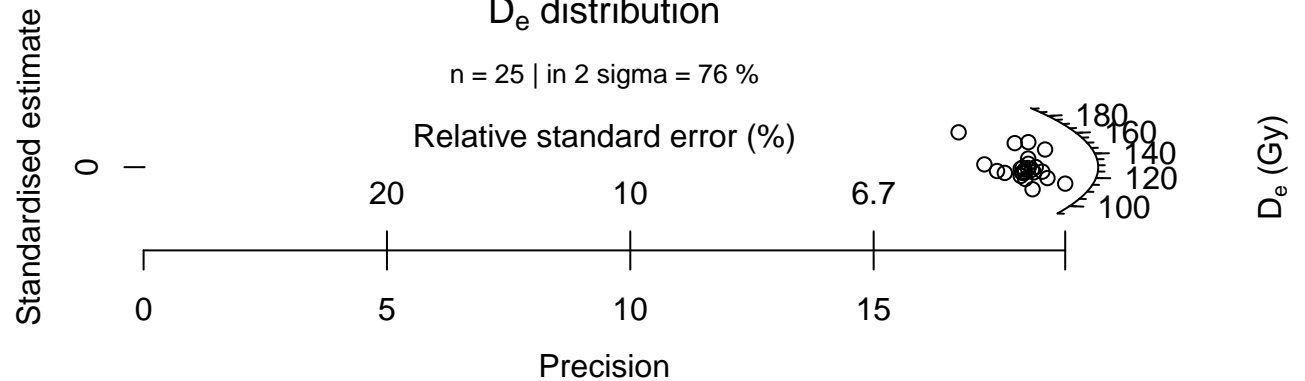 Dₑ distribution
n = 25 | in 2 sigma = 76 %
Relative standard error (%)
20 10 6.7
Standardised estimate
0
180
160
140
120
100
Dₑ (Gy)
0 5 10 15
Precision